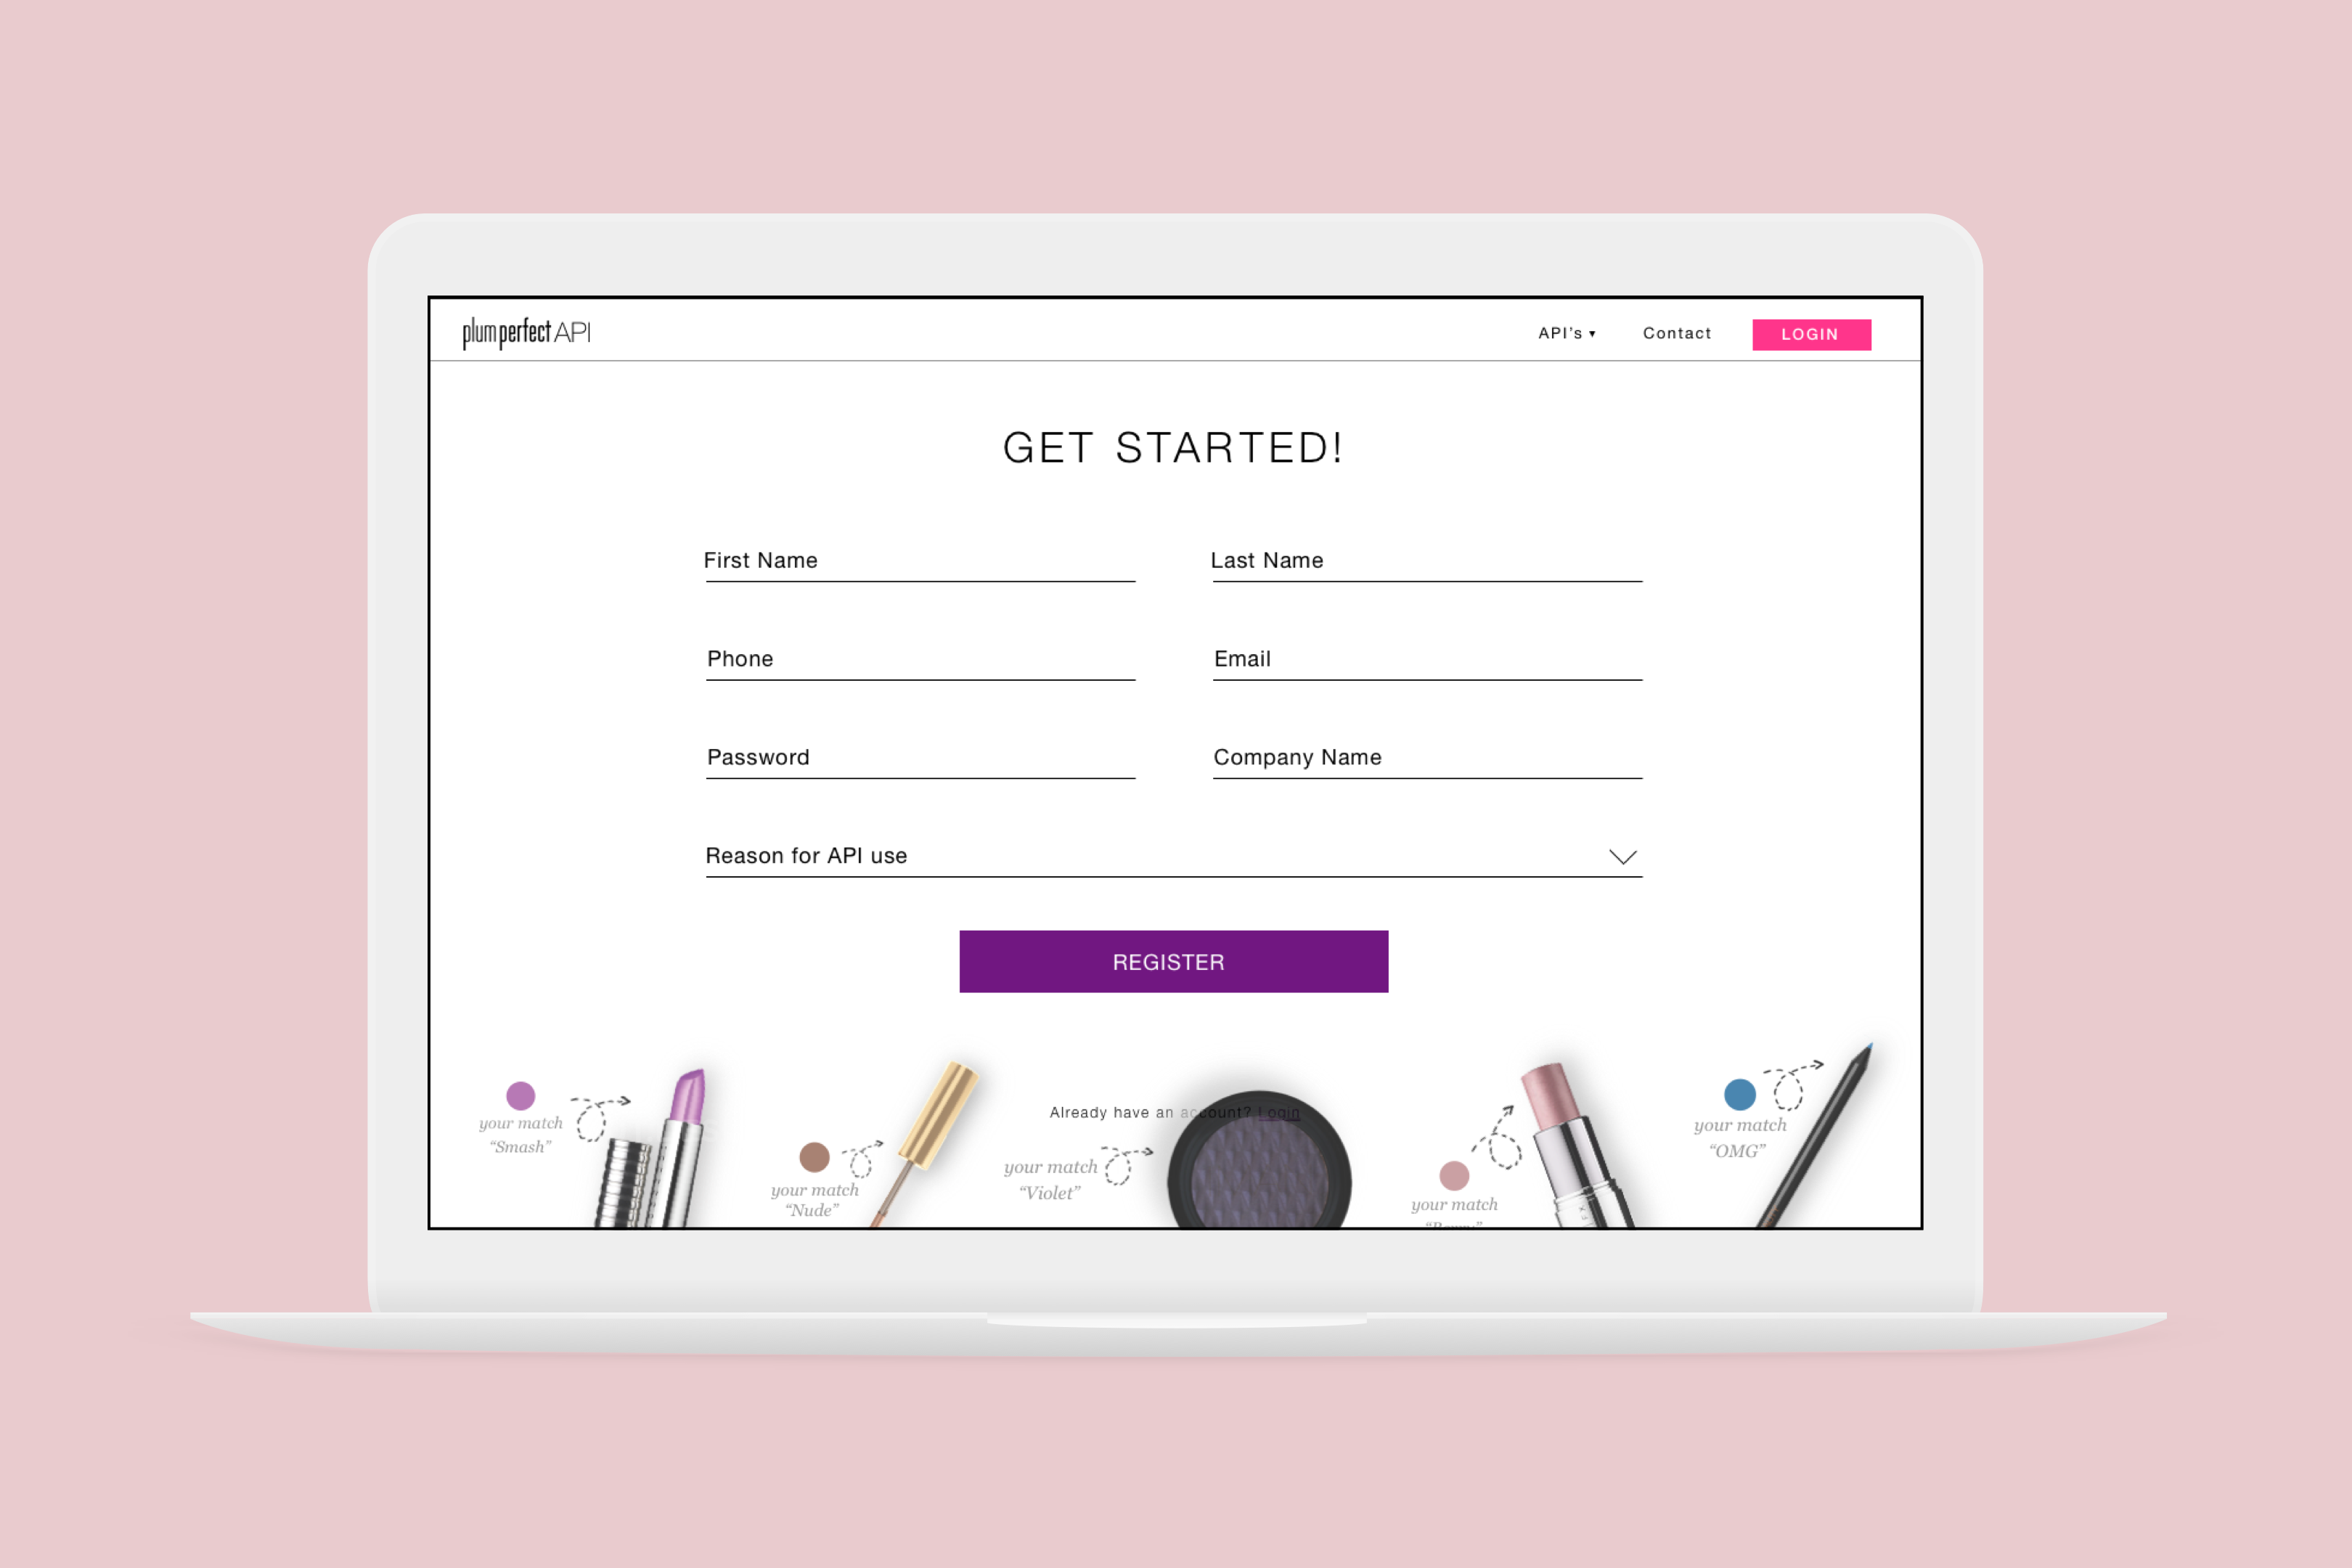 plum perfect API
API's ▾ Contact LOGIN
GET STARTED!
First Name Last Name
Phone Email
Password Company Name
Reason for API use
REGISTER
Already have an account? Login
your match
“Smash”
your match
“Nude”
your match
“Violet”
your match
your match
“OMG”